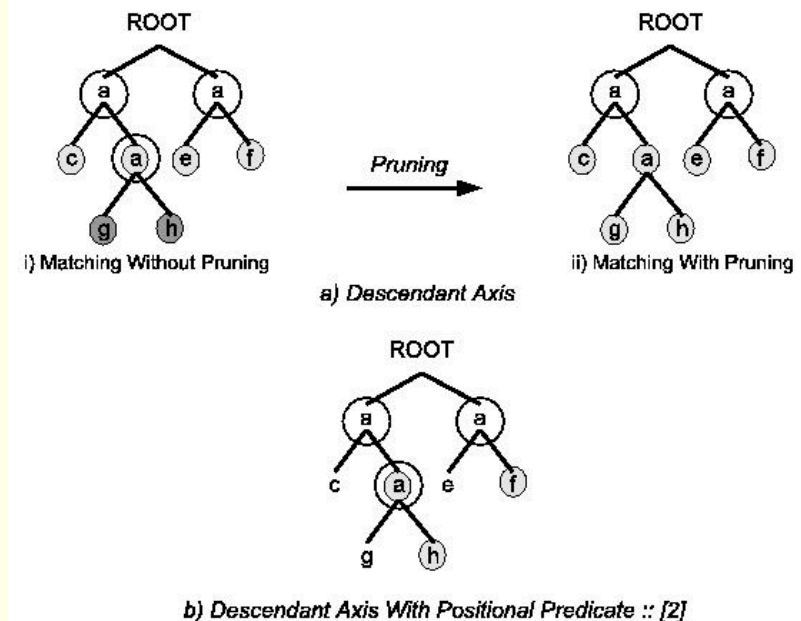 ROOT ROOT
a a a a
c a e f Pruning c a e f
g h g h
i) Matching Without Pruning ii) Matching With Pruning
a) Descendant Axis
ROOT
a a
c a e f
g h
b) Descendant Axis With Positional Predicate :: [2]